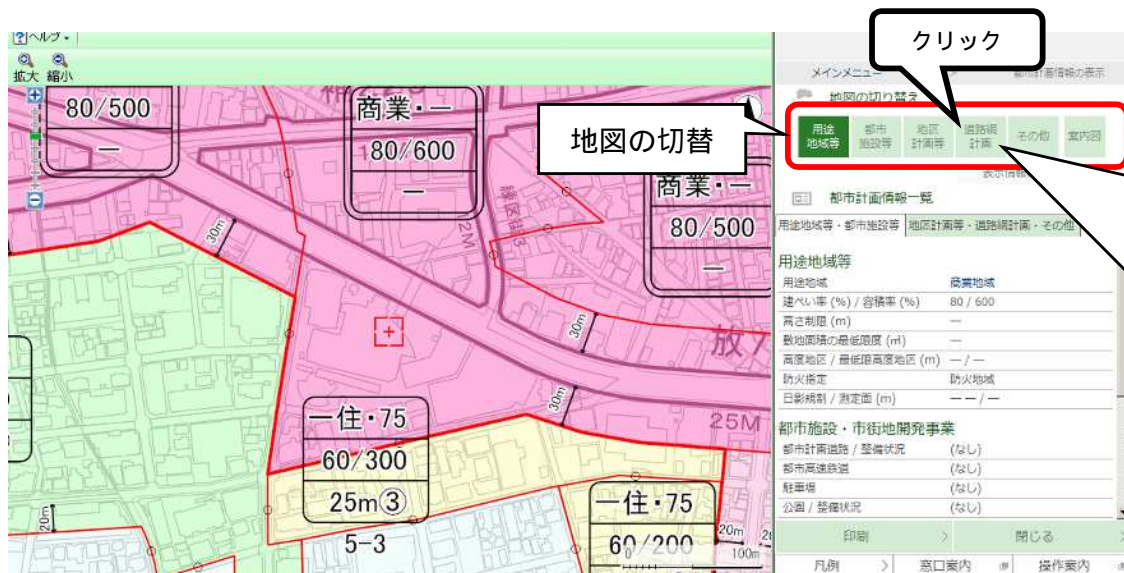 ヘルプ
拡大 縮小
80/500
―
商業・―
80/600
―
商業・―
80/500
―
30m
30m
30m
放7
25M
一住・75
60/300
25m③
5-3
一住・75
60/200
20m
20m
100m
クリック
地図の切替
メインメニュー
都市計画情報の表示
地図の切り替え
用途
地域等
都市
施設等
地区
計画等
道路網
計画
その他
案内図
表示情報
都市計画情報一覧
用途地域等・都市施設等 地区計画等・道路網計画・その他
用途地域等
用途地域 商業地域
建ぺい率 (%) / 容積率 (%) 80 / 600
高さ制限 (m) ―
敷地面積の最低限度 (㎡) ―
高度地区 / 最低限高度地区 (m) ― / ―
防火指定 防火地域
日影規制 / 測定面 (m) ― ― / ―
都市施設・市街地開発事業
都市計画道路 / 整備状況 (なし)
都市高速鉄道 (なし)
駐車場 (なし)
公園 / 整備状況 (なし)
印刷 > 閉じる >
凡例 > 窓口案内 操作案内